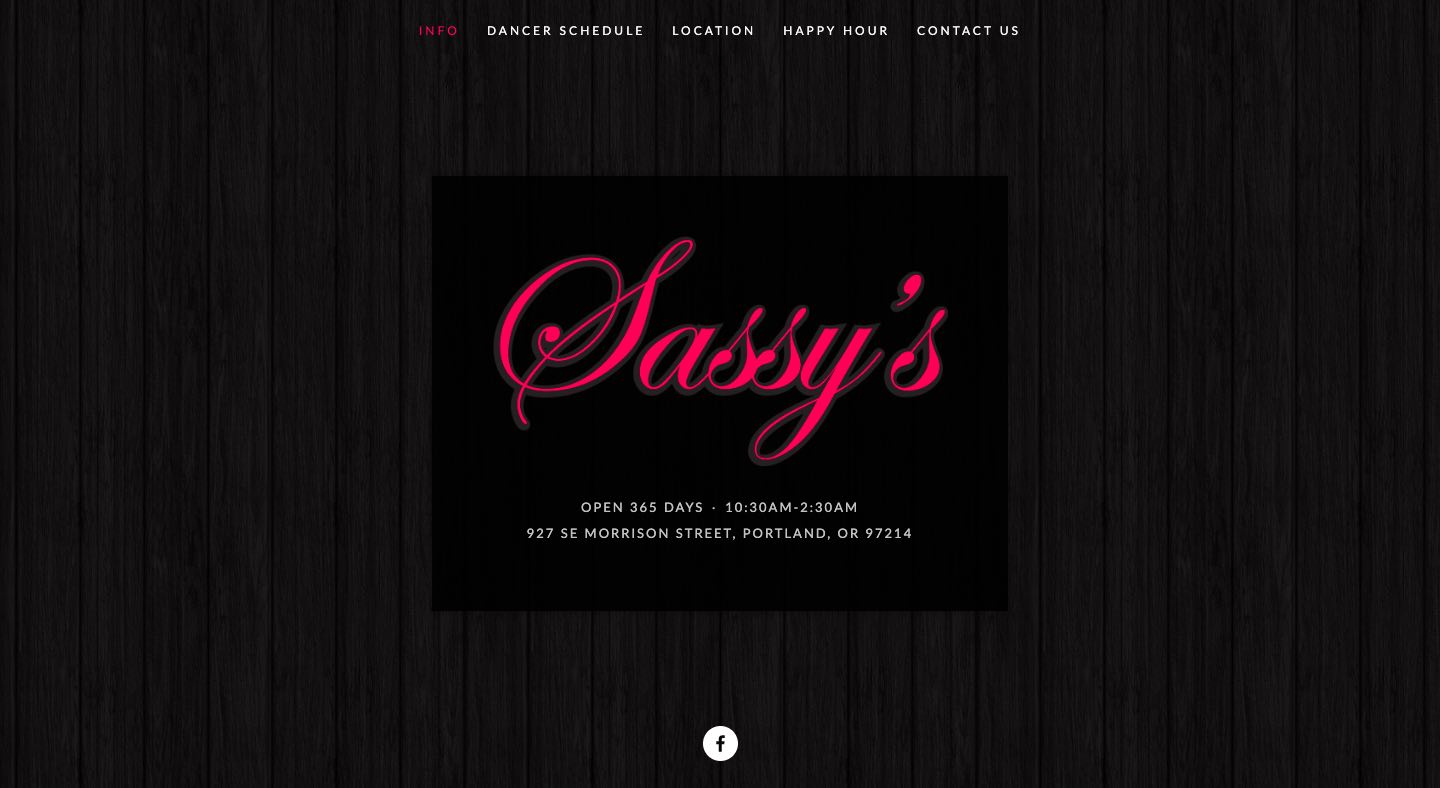 INFO DANCER SCHEDULE LOCATION HAPPY HOUR CONTACT US
Sassy's
OPEN 365 DAYS · 10:30AM-2:30AM
927 SE MORRISON STREET, PORTLAND, OR 97214